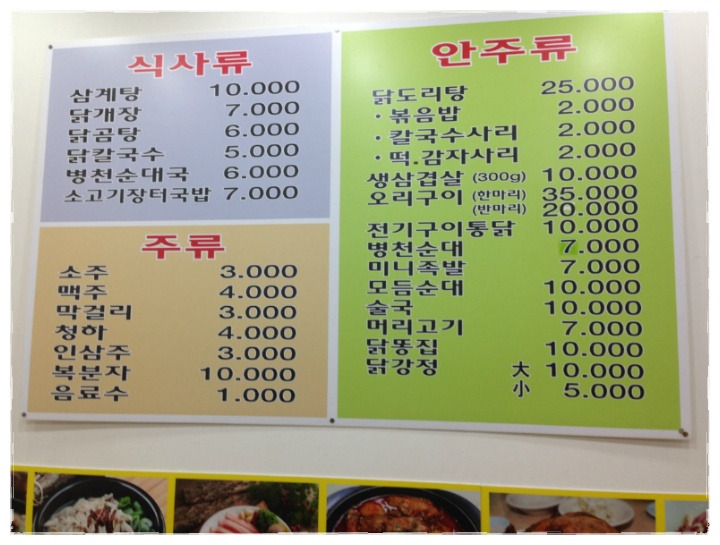 식사류
삼계탕 10.000
닭개장 7.000
닭곰탕 6.000
닭칼국수 5.000
병천순대국 6.000
소고기장터국밥 7.000
주류
소주 3.000
맥주 4.000
막걸리 3.000
청하 4.000
인삼주 3.000
복분자 10.000
음료수 1.000
안주류
닭도리탕 25.000
·볶음밥 2.000
·칼국수사리 2.000
·떡.감자사리 2.000
생삼겹살 (300g) 10.000
오리구이 (한마리) 35.000
(반마리) 20.000
전기구이통닭 10.000
병천순대 7.000
미니족발 7.000
모듬순대 10.000
술국 10.000
머리고기 7.000
닭똥집 10.000
닭강정 大 10.000
小 5.000